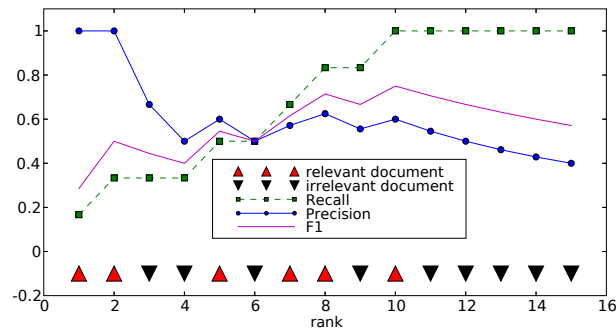 1
0.8
0.6
0.4
0.2
0
-0.2
relevant document
irrelevant document
Recall
Precision
F1
0 2 4 6 8 10 12 14 16
rank